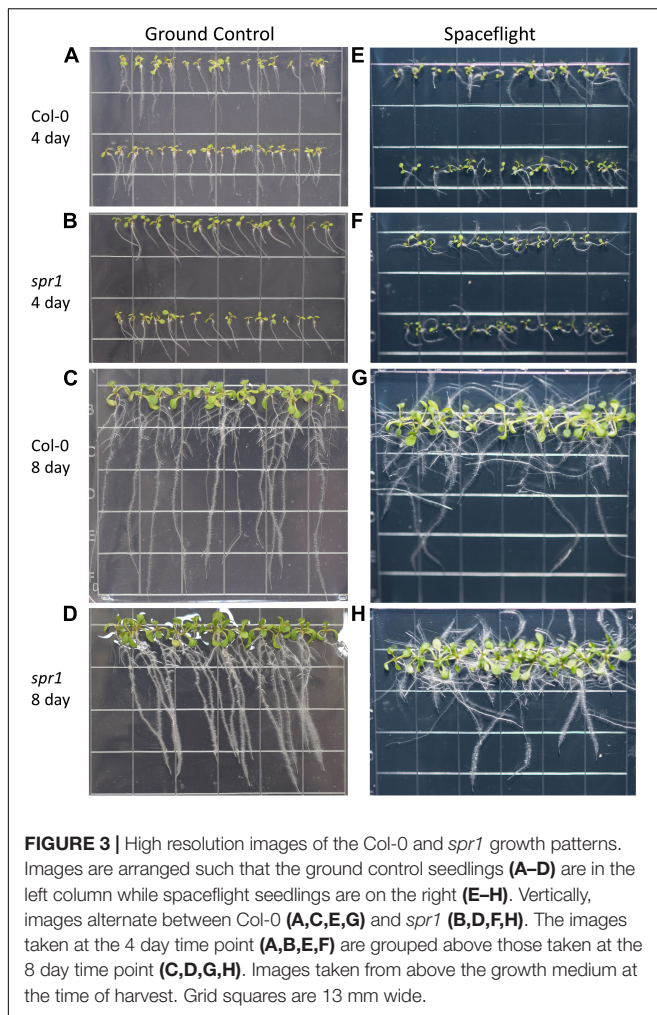 Ground Control
Spaceflight
A
E
Col-0
4 day
B
F
spr1
4 day
C
G
Col-0
8 day
D
H
spr1
8 day
FIGURE 3 | High resolution images of the Col-0 and spr1 growth patterns.
Images are arranged such that the ground control seedlings (A–D) are in the
left column while spaceflight seedlings are on the right (E–H). Vertically,
images alternate between Col-0 (A,C,E,G) and spr1 (B,D,F,H). The images
taken at the 4 day time point (A,B,E,F) are grouped above those taken at the
8 day time point (C,D,G,H). Images taken from above the growth medium at
the time of harvest. Grid squares are 13 mm wide.